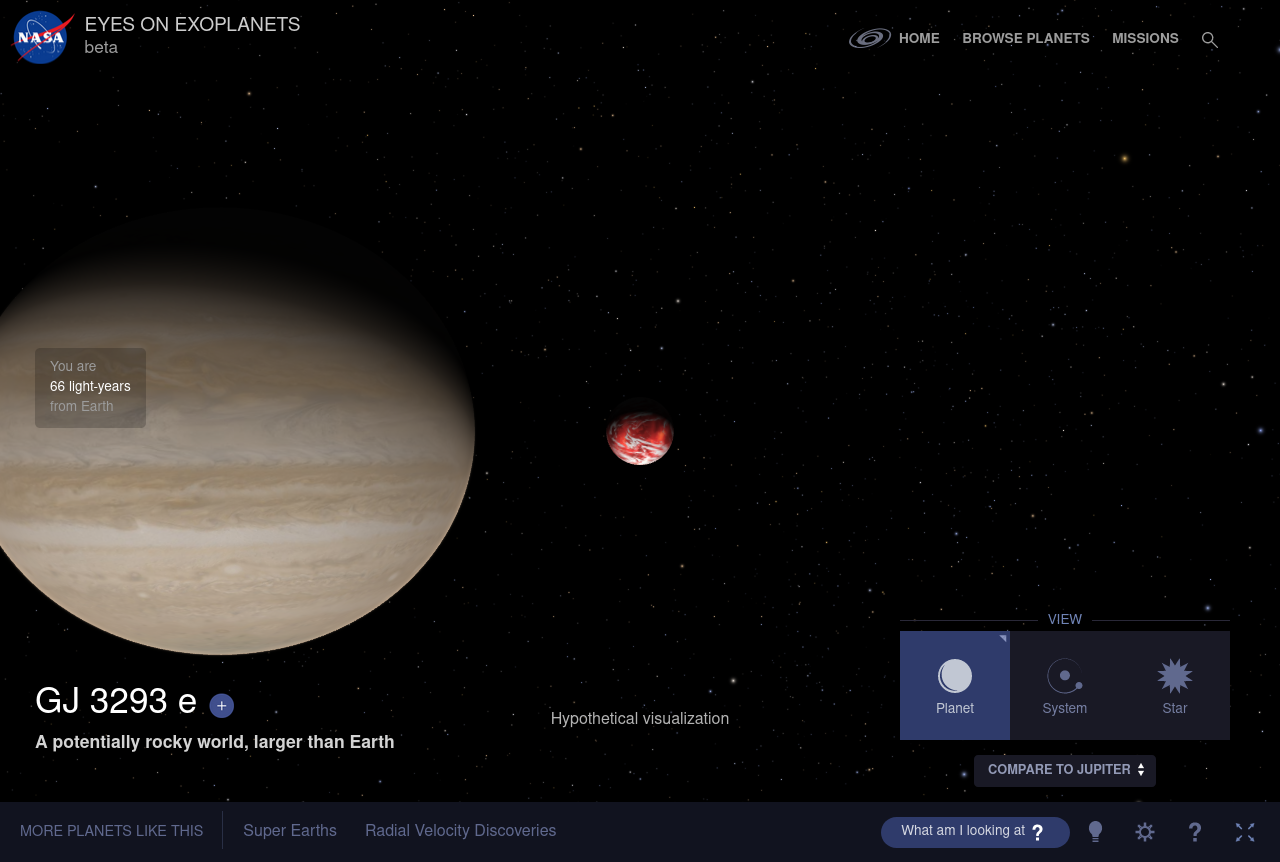 NASA
EYES ON EXOPLANETS
beta
HOME
BROWSE PLANETS
MISSIONS
You are
66 light-years
from Earth
GJ 3293 e +
A potentially rocky world, larger than Earth
Hypothetical visualization
VIEW
Planet
System
Star
COMPARE TO JUPITER
MORE PLANETS LIKE THIS
Super Earths
Radial Velocity Discoveries
What am I looking at ?
?